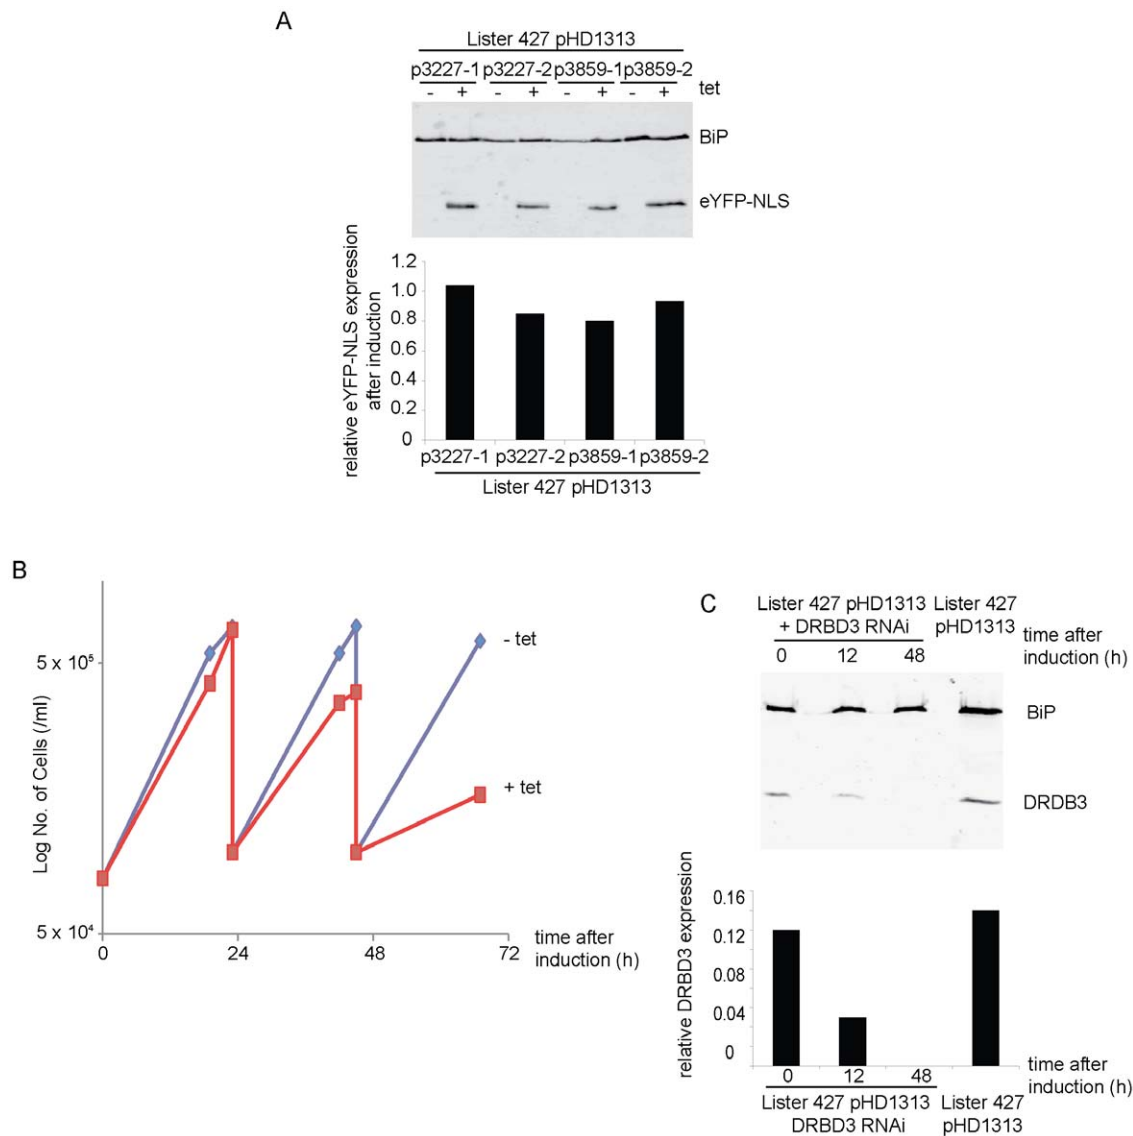 A
Lister 427 pHD1313
p3227-1 p3227-2 p3859-1 p3859-2
- + - + - + - + tet
BiP
eYFP-NLS
relative eYFP-NLS expression
after induction
1.2
1.0
0.8
0.6
0.4
0.2
0
p3227-1 p3227-2 p3859-1 p3859-2
Lister 427 pHD1313
B
Log No. of Cells (/ml)
5 x 10⁵
5 x 10⁴
- tet
+ tet
0 24 48 72
time after
induction (h)
C
Lister 427 pHD1313
+ DRBD3 RNAi
Lister 427
pHD1313
0 12 48
time after
induction (h)
BiP
DRDB3
relative DRBD3 expression
0.16
0.12
0.08
0.04
0
0 12 48
time after
induction (h)
Lister 427 pHD1313
DRBD3 RNAi
Lister 427
pHD1313